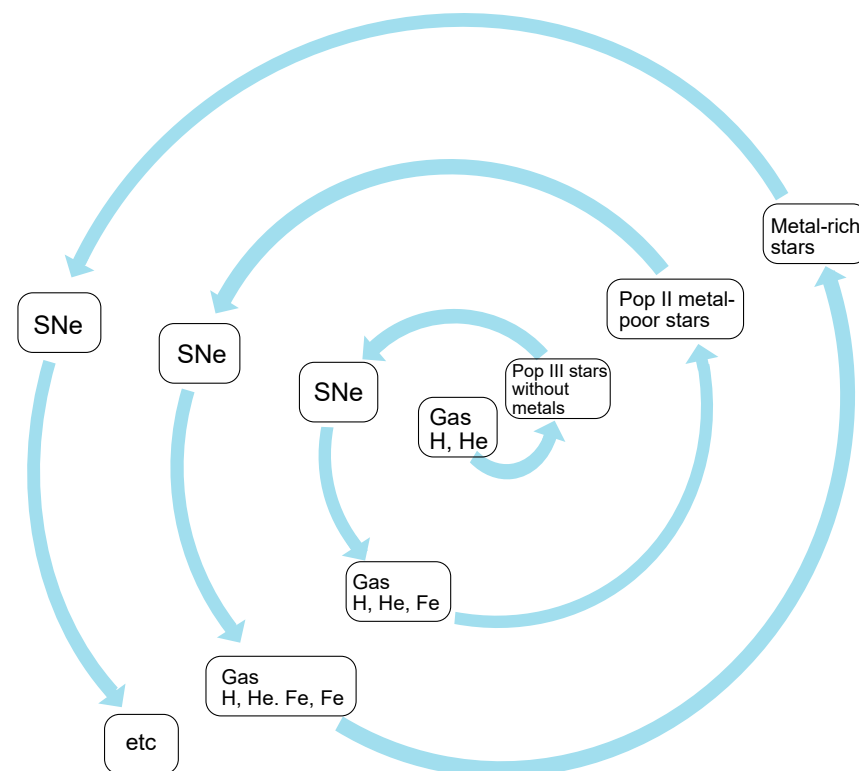 Metal-rich
stars
Pop II metal-
poor stars
SNe
SNe
SNe
Pop III stars
without
metals
Gas
H, He
Gas
H, He, Fe
Gas
H, He. Fe, Fe
etc